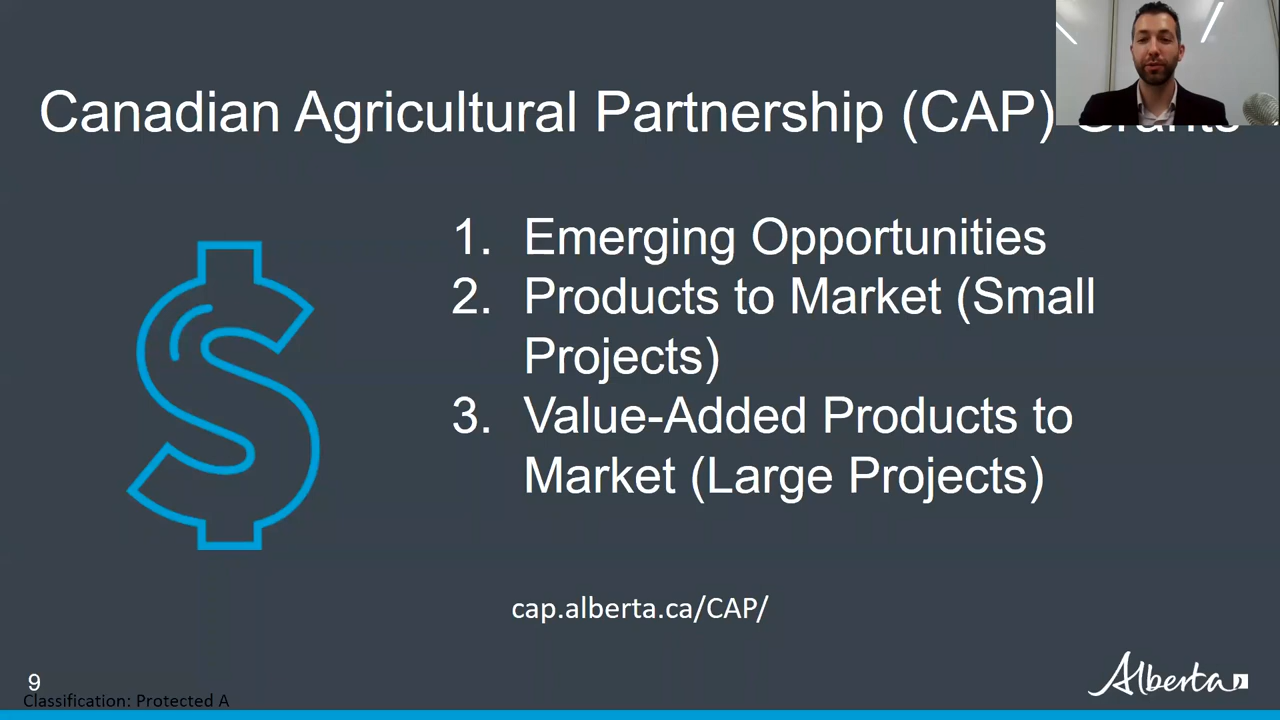 Canadian Agricultural Partnership (CAP) Grants
1. Emerging Opportunities
2. Products to Market (Small
Projects)
3. Value-Added Products to
Market (Large Projects)
cap.alberta.ca/CAP/
9
Classification: Protected A
Alberta